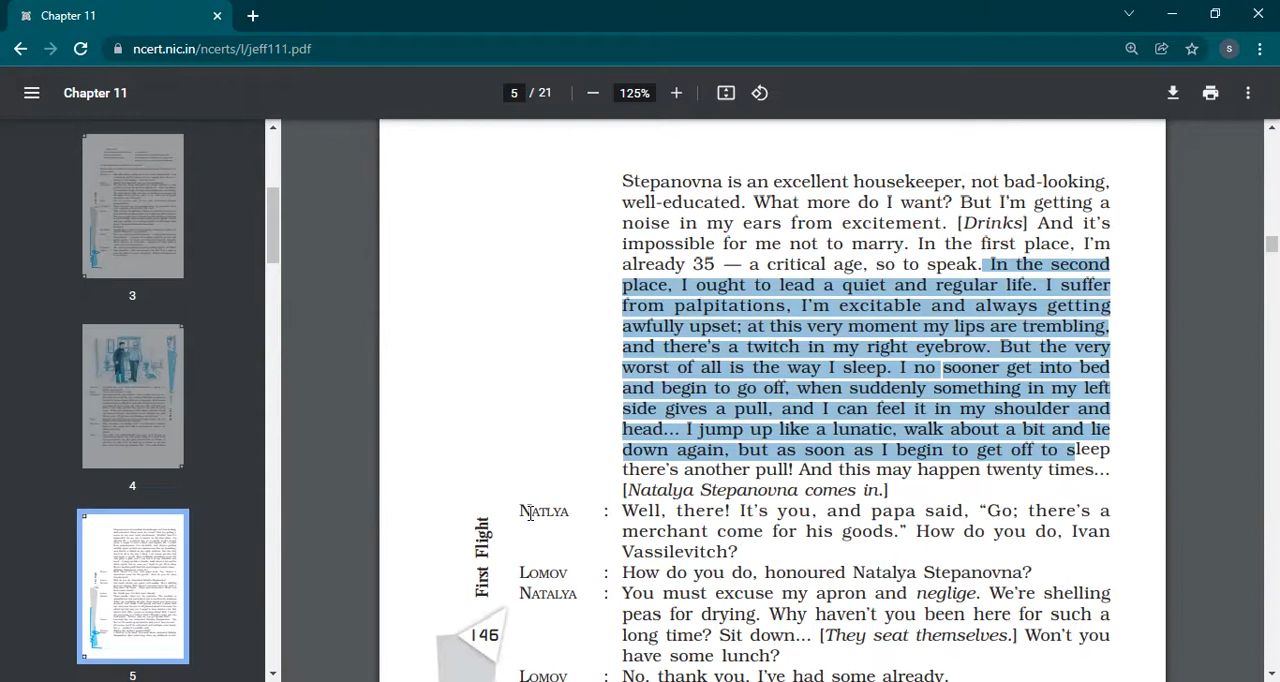 Chapter 11
ncert.nic.in/ncerts/l/jeff111.pdf
S
Chapter 11
5 / 21
125%
3
4
5
Stepanovna is an excellent housekeeper, not bad-looking,
well-educated. What more do I want? But I'm getting a
noise in my ears from excitement. [Drinks] And it's
impossible for me not to marry. In the first place, I'm
already 35 — a critical age, so to speak. In the second
place, I ought to lead a quiet and regular life. I suffer
from palpitations, I'm excitable and always getting
awfully upset; at this very moment my lips are trembling,
and there's a twitch in my right eyebrow. But the very
worst of all is the way I sleep. I no sooner get into bed
and begin to go off, when suddenly something in my left
side gives a pull, and I can feel it in my shoulder and
head... I jump up like a lunatic, walk about a bit and lie
down again, but as soon as I begin to get off to sleep
there's another pull! And this may happen twenty times...
[Natalya Stepanovna comes in.]
NATLYA : Well, there! It's you, and papa said, “Go; there's a
merchant come for his goods.” How do you do, Ivan
Vassilevitch?
LOMOV : How do you do, honoured Natalya Stepanovna?
NATALYA : You must excuse my apron and neglige. We're shelling
peas for drying. Why haven't you been here for such a
long time? Sit down... [They seat themselves.] Won't you
have some lunch?
LOMOV : No, thank you, I've had some already.
First Flight
146